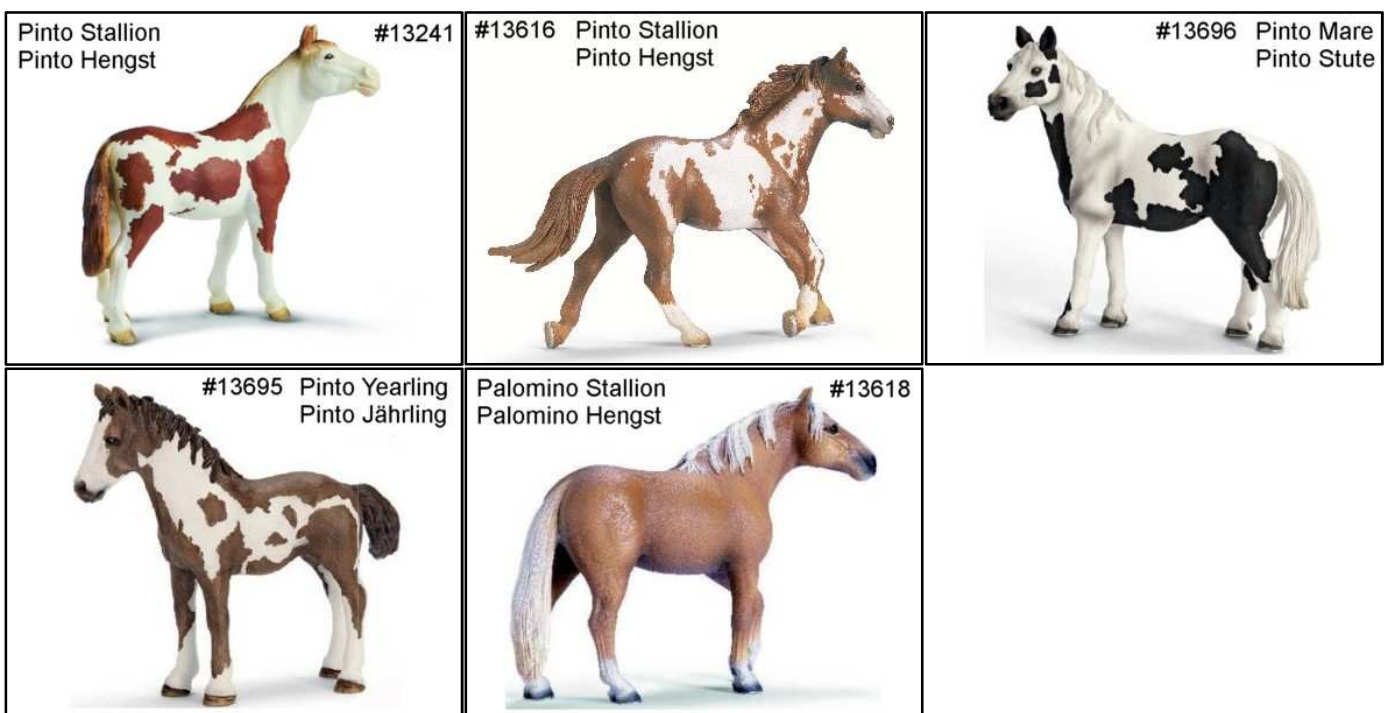 Pinto Stallion #13241
Pinto Hengst
#13616 Pinto Stallion
Pinto Hengst
#13696 Pinto Mare
Pinto Stute
#13695 Pinto Yearling
Pinto Jährling
Palomino Stallion #13618
Palomino Hengst